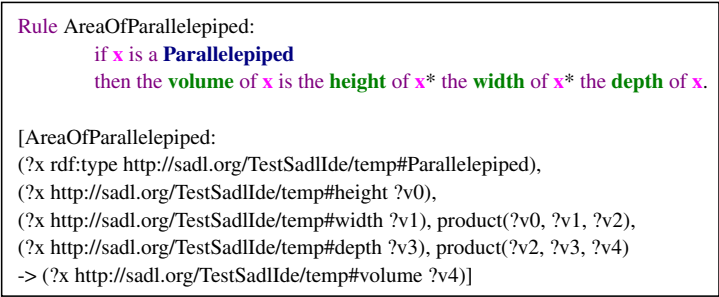 Rule AreaOfParallelepiped:
if x is a Parallelepiped
then the volume of x is the height of x* the width of x* the depth of x.
[AreaOfParallelepiped:
(?x rdf:type http://sadl.org/TestSadlIde/temp#Parallelepiped),
(?x http://sadl.org/TestSadlIde/temp#height ?v0),
(?x http://sadl.org/TestSadlIde/temp#width ?v1), product(?v0, ?v1, ?v2),
(?x http://sadl.org/TestSadlIde/temp#depth ?v3), product(?v2, ?v3, ?v4)
-> (?x http://sadl.org/TestSadlIde/temp#volume ?v4)]